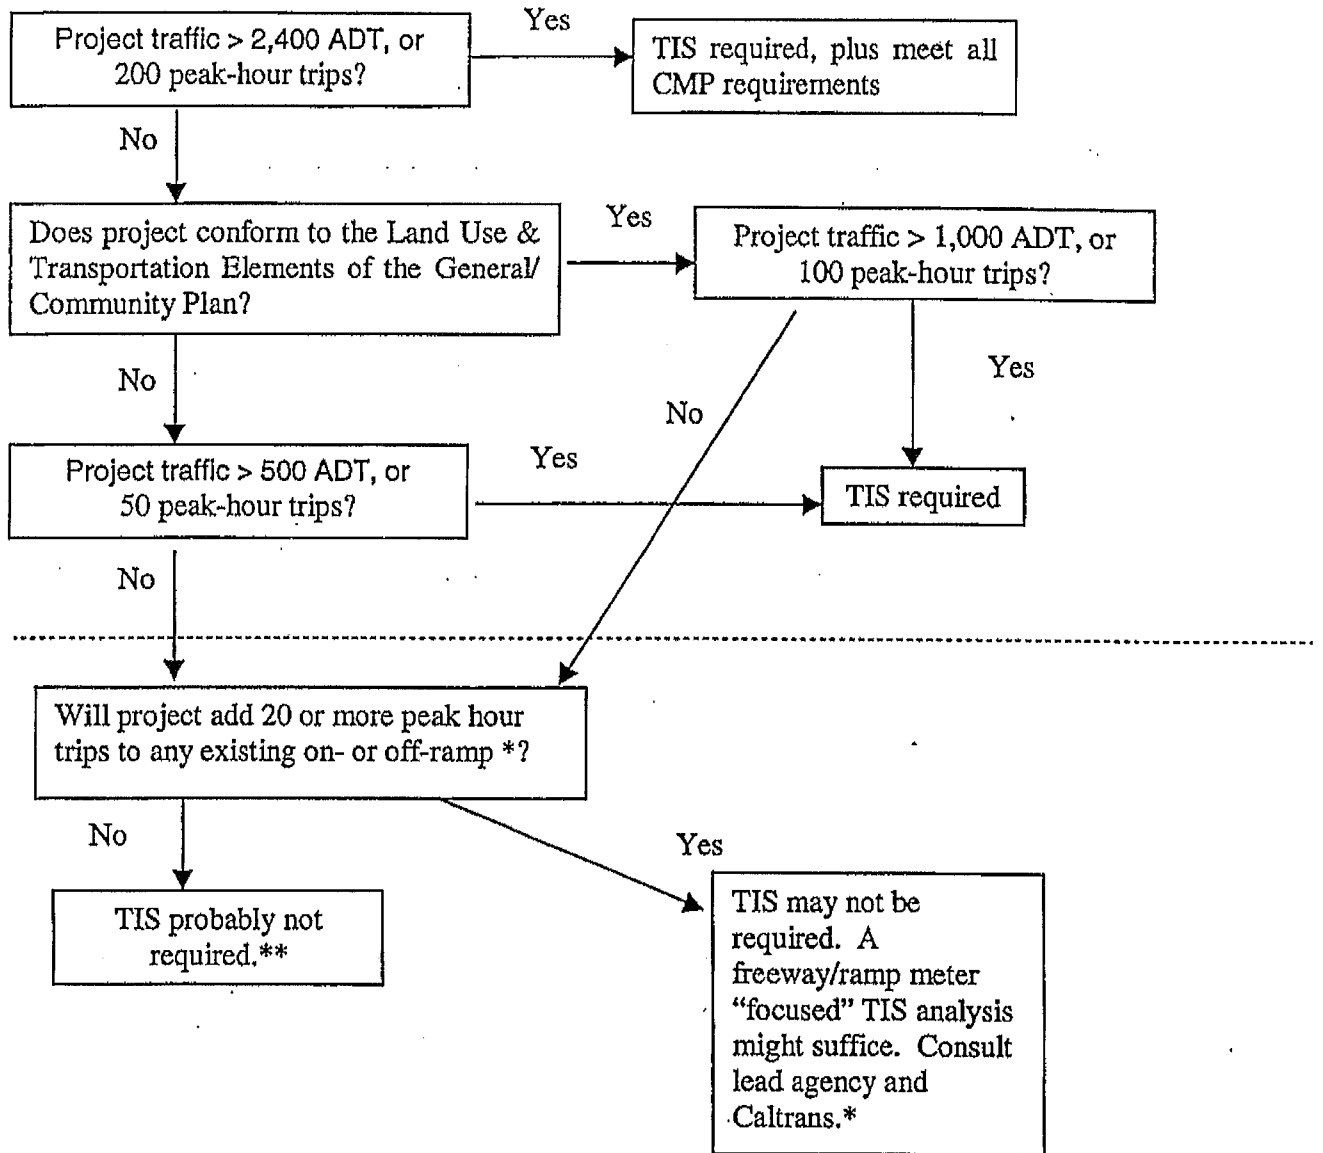 Project traffic > 2,400 ADT, or
200 peak-hour trips?
Yes
TIS required, plus meet all
CMP requirements
No
Does project conform to the Land Use &
Transportation Elements of the General/
Community Plan?
Yes
Project traffic > 1,000 ADT, or
100 peak-hour trips?
No
No
Yes
Project traffic > 500 ADT, or
50 peak-hour trips?
Yes
TIS required
No
Will project add 20 or more peak hour
trips to any existing on- or off-ramp *?
No
Yes
TIS probably not
required.**
TIS may not be
required. A
freeway/ramp meter
“focused” TIS analysis
might suffice. Consult
lead agency and
Caltrans.*